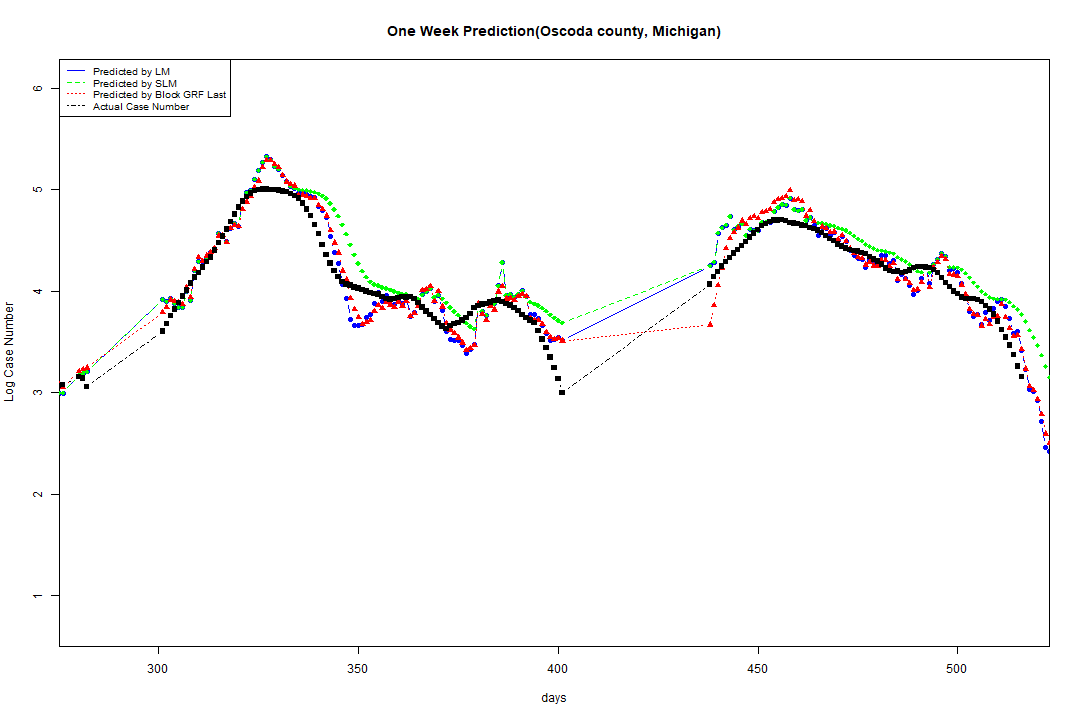 One Week Prediction(Oscoda county, Michigan)
Predicted by LM
Predicted by SLM
Predicted by Block GRF Last
Actual Case Number
Log Case Number
6
5
4
3
2
1
300
350
400
450
500
days